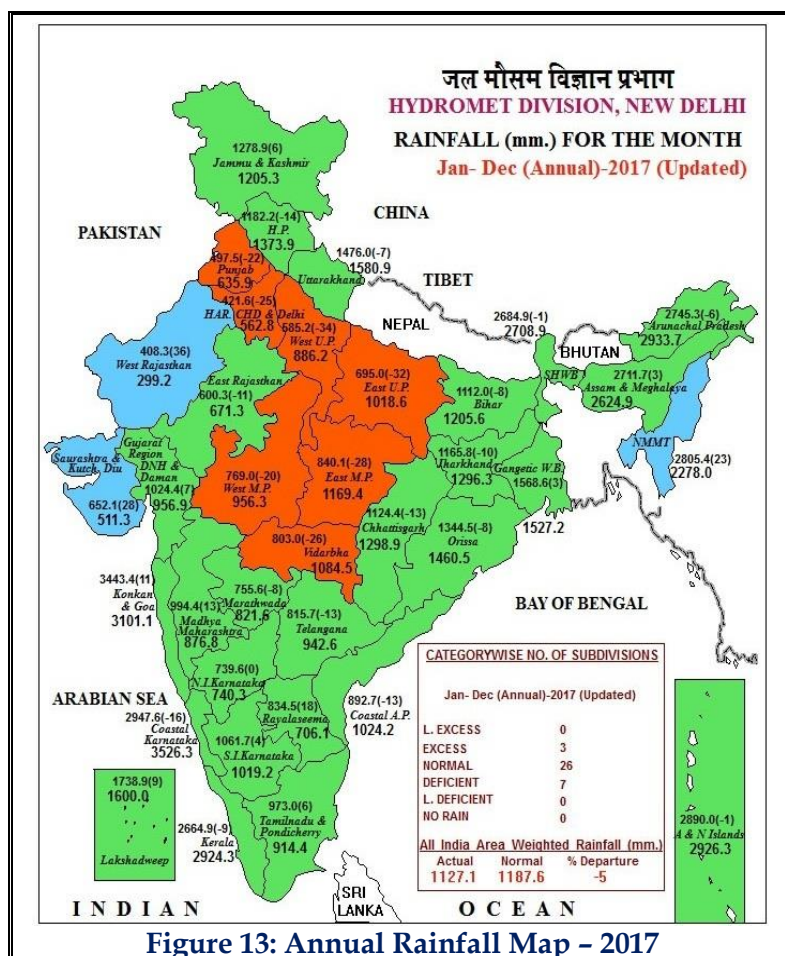 जल मौसम विज्ञान प्रभाग
HYDROMET DIVISION, NEW DELHI
RAINFALL (mm.) FOR THE MONTH
Jan- Dec (Annual)-2017 (Updated)
1278.9(6)
Jammu & Kashmir
1205.3
CHINA
PAKISTAN
1182.2(-14)
H.P.
1373.9
497.5(-22)
Punjab
635.9
1476.0(-7)
1580.9
Uttarakhand
TIBET
421.6(-25)
HAR. CHD & Delhi
562.8
585.2(-34)
West U.P.
886.2
NEPAL
2684.9(-1)
2708.9
SHWB
BHUTAN
2745.3(-6)
Arunachal Pradesh
2933.7
408.3(36)
West Rajasthan
299.2
East Rajasthan
600.3(-11)
671.3
695.0(-32)
East U.P.
1018.6
1112.0(-8)
Bihar
1205.6
2711.7(3)
Assam & Meghalaya
2624.9
NMMT
2805.4(23)
2278.0
Saurashtra &
Kutch, Diu
652.1(28)
511.3
Gujarat
Region
DNH &
Daman
1024.4(7)
956.9
769.0(-20)
West M.P.
956.3
840.1(-28)
East M.P.
1169.4
1165.8(-10)
Jharkhand
1296.3
Gangetic W.B.
1568.6(3)
1527.2
1124.4(-13)
Chhattisgarh
1298.9
1344.5(-8)
Orissa
1460.5
803.0(-26)
Vidarbha
1084.5
3443.4(11)
Konkan
& Goa
3101.1
994.4(13)
Madhya
Maharashtra
876.8
755.6(-8)
Marathwada
821.6
815.7(-13)
Telangana
942.6
BAY OF BENGAL
739.6(0)
N.I.Karnataka
740.3
ARABIAN SEA
2947.6(-16)
Coastal
Karnataka
3526.3
834.5(18)
Rayalaseema
706.1
892.7(-13)
Coastal A.P.
1024.2
1061.7(4)
S.I.Karnataka
1019.2
1738.9(9)
1600.0
Lakshadweep
2664.9(-9)
Kerala
2924.3
973.0(6)
Tamilnadu &
Pondicherry
914.4
CATEGORYWISE NO. OF SUBDIVISIONS
Jan- Dec (Annual)-2017 (Updated)
L. EXCESS 0
EXCESS 3
NORMAL 26
DEFICIENT 7
L. DEFICIENT 0
NO RAIN 0
All India Area Weighted Rainfall (mm.)
Actual Normal % Departure
1127.1 1187.6 -5
2890.0(-1)
A & N Islands
2926.3
SRI
LANKA
INDIAN OCEAN
Figure 13: Annual Rainfall Map – 2017